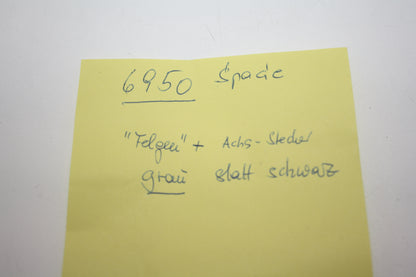 6950 Spacie
"Felgen" + Achs-Stecker
grau statt schwarz